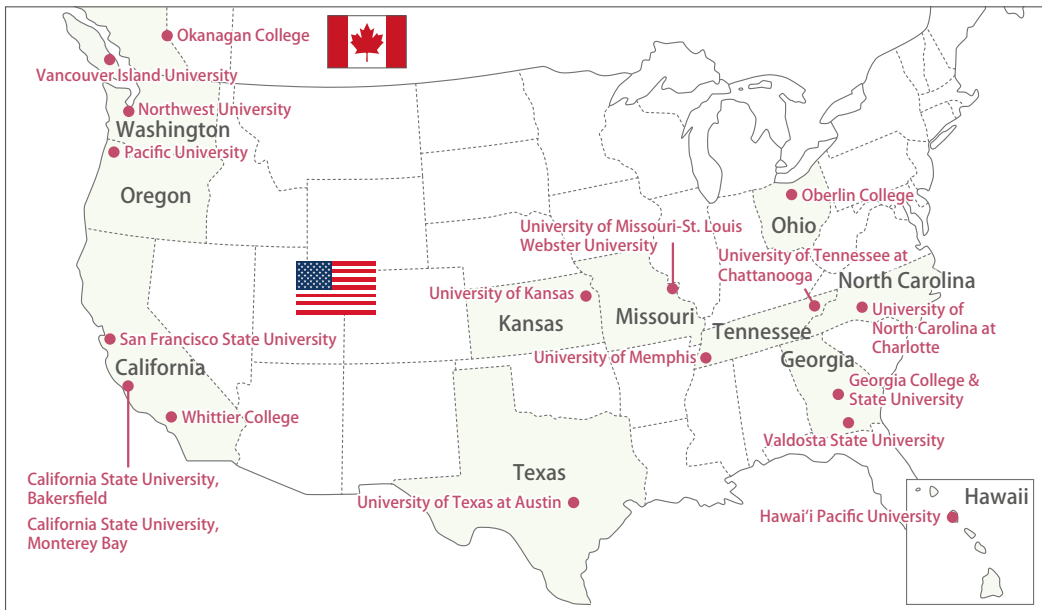 Okanagan College
Vancouver Island University
Northwest University
Washington
Pacific University
Oregon
Oberlin College
Ohio
University of Missouri-St. Louis
Webster University
University of Tennessee at
Chattanooga
North Carolina
University of Kansas
Kansas
Missouri
Tennessee
University of
North Carolina at
Charlotte
San Francisco State University
California
University of Memphis
Georgia
Georgia College &
State University
Whittier College
Valdosta State University
California State University,
Bakersfield
California State University,
Monterey Bay
Texas
University of Texas at Austin
Hawaii
Hawai‘i Pacific University